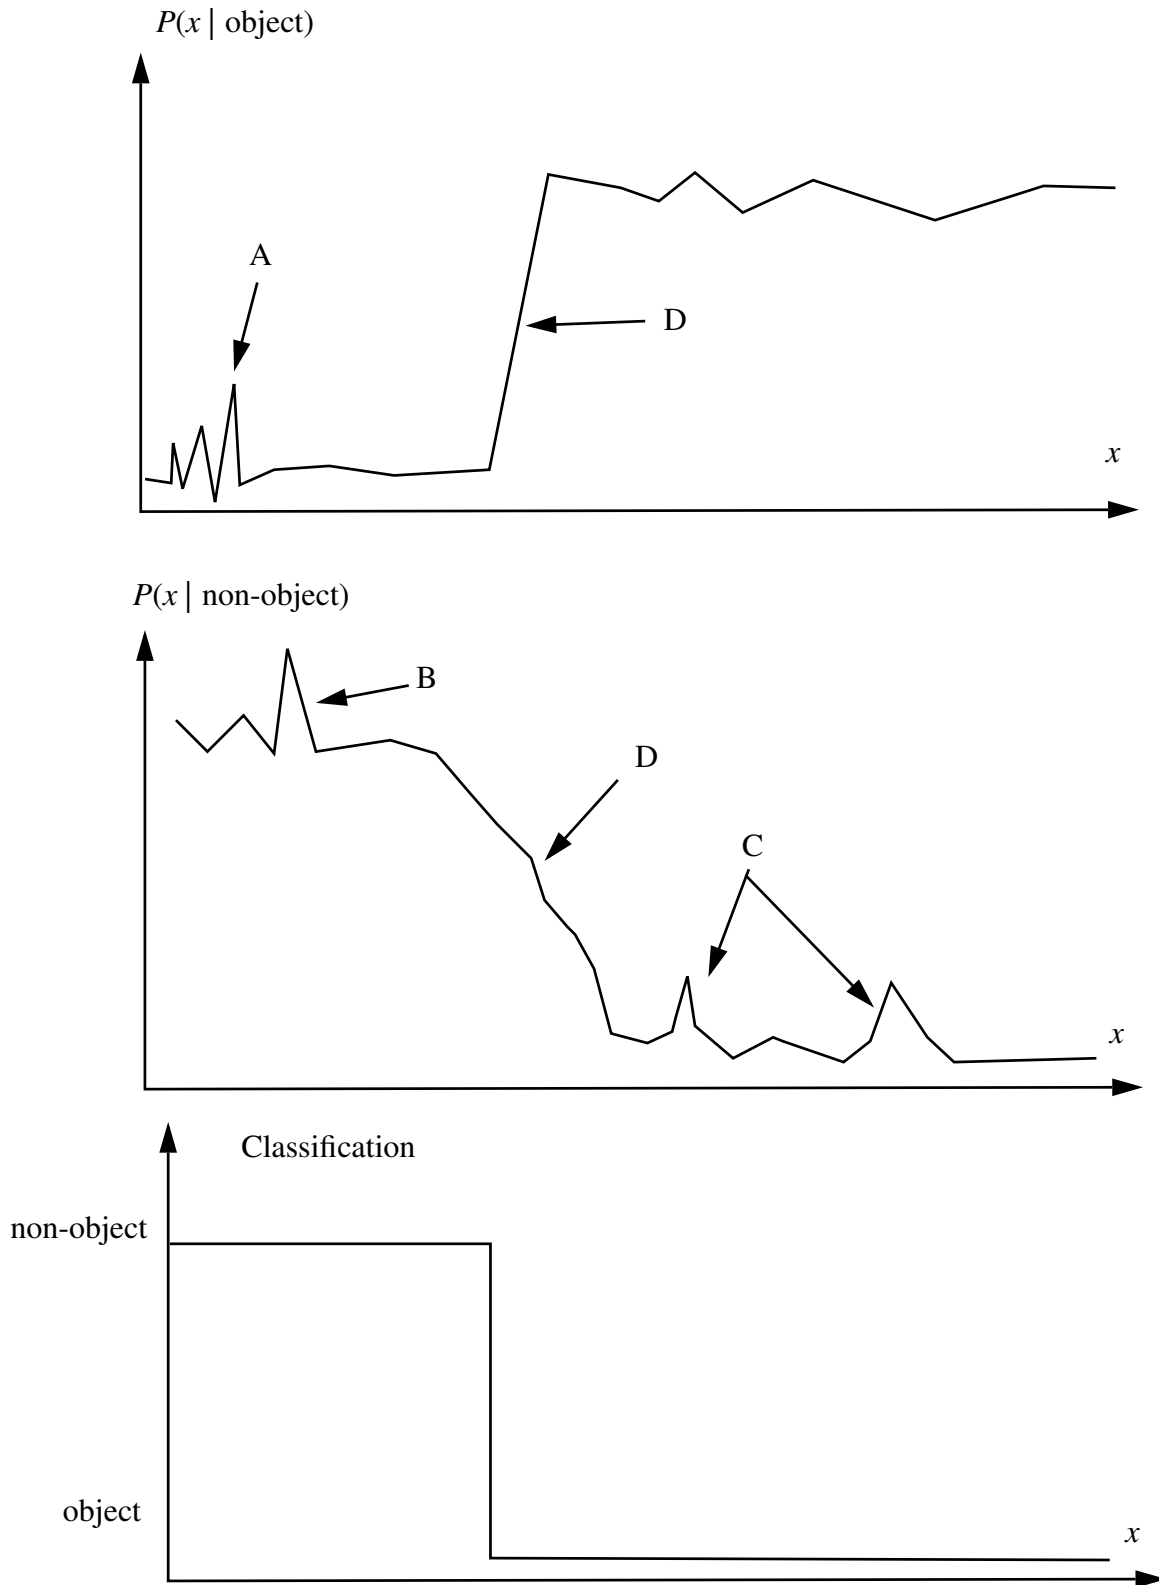 P(x | object)
A
D
x
P(x | non-object)
B
D
C
x
Classification
non-object
object
x